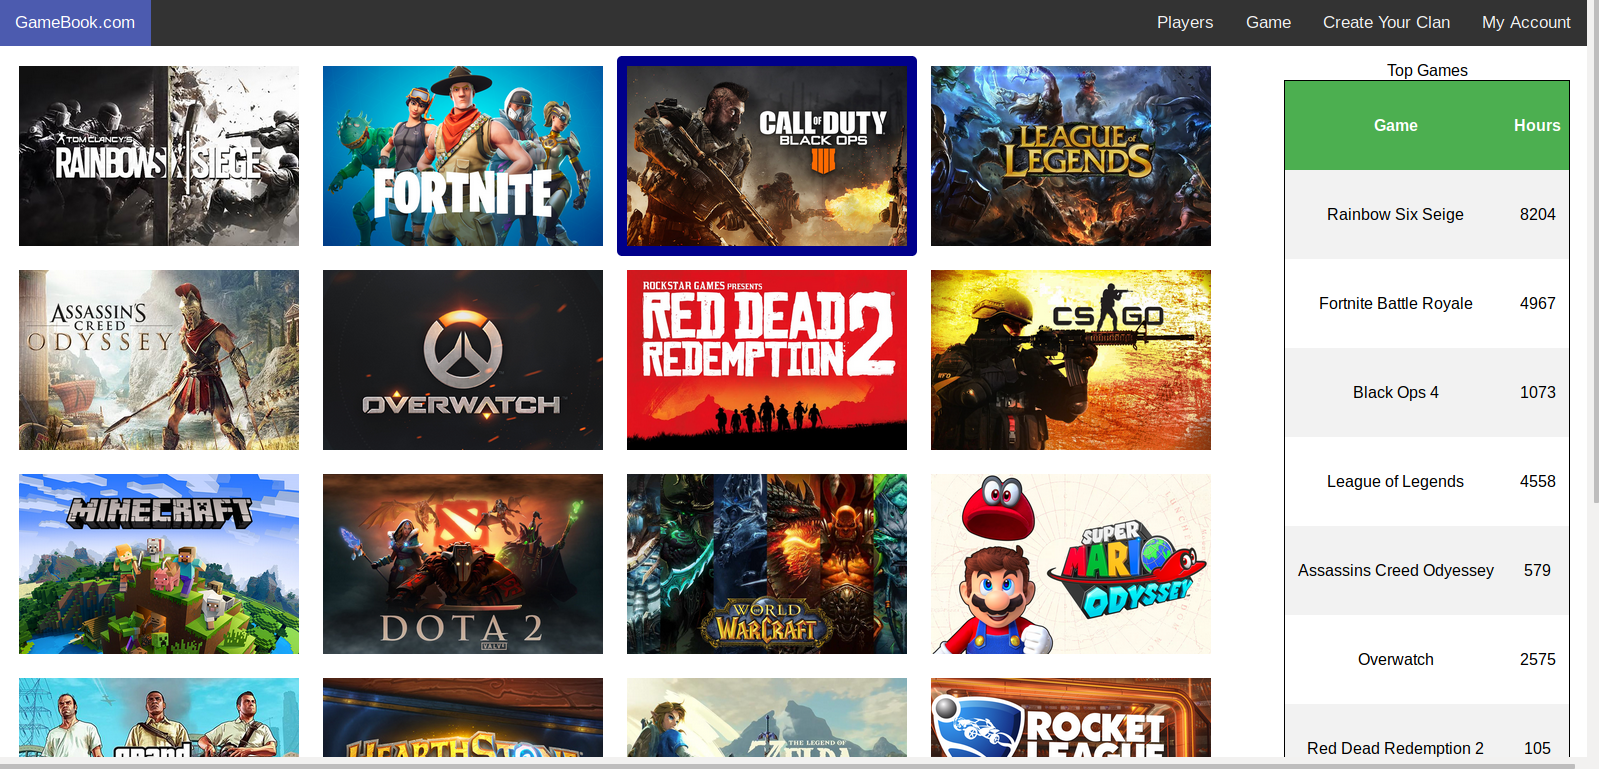 GameBook.com
Players Game Create Your Clan My Account
TOM CLANCY'S
RAINBOW SIX SIEGE
FORTNITE
CALL OF DUTY
BLACK OPS
IIII
LEAGUE of
LEGENDS
ASSASSIN'S
CREED
ODYSSEY
OVERWATCH
ROCKSTAR GAMES PRESENTS
RED DEAD
REDEMPTION 2
CS GO
MINECRAFT
DOTA 2
VALVE
WORLD
OF
WARCRAFT
SUPER
MARIO
ODYSSEY
grand
HEARTHSTONE
THE LEGEND OF
ZELDA
ROCKET
LEAGUE
Top Games
Game Hours
Rainbow Six Seige 8204
Fortnite Battle Royale 4967
Black Ops 4 1073
League of Legends 4558
Assassins Creed Odyessey 579
Overwatch 2575
Red Dead Redemption 2 105